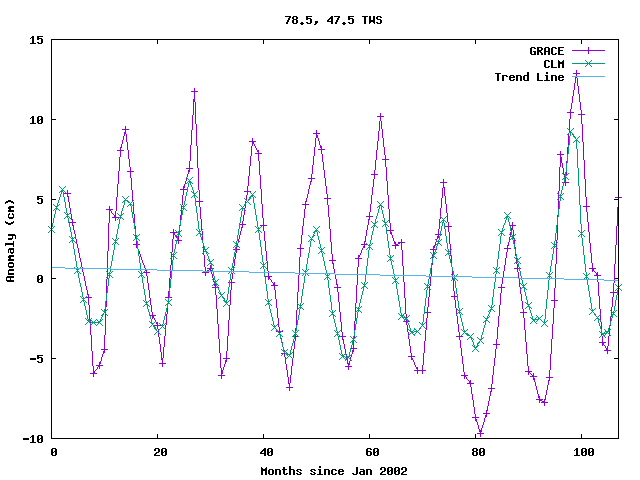 78.5, 47.5 TWS
GRACE
CLM
Trend Line
15
10
5
0
-5
-10
Anomaly (cm)
0 20 40 60 80 100
Months since Jan 2002